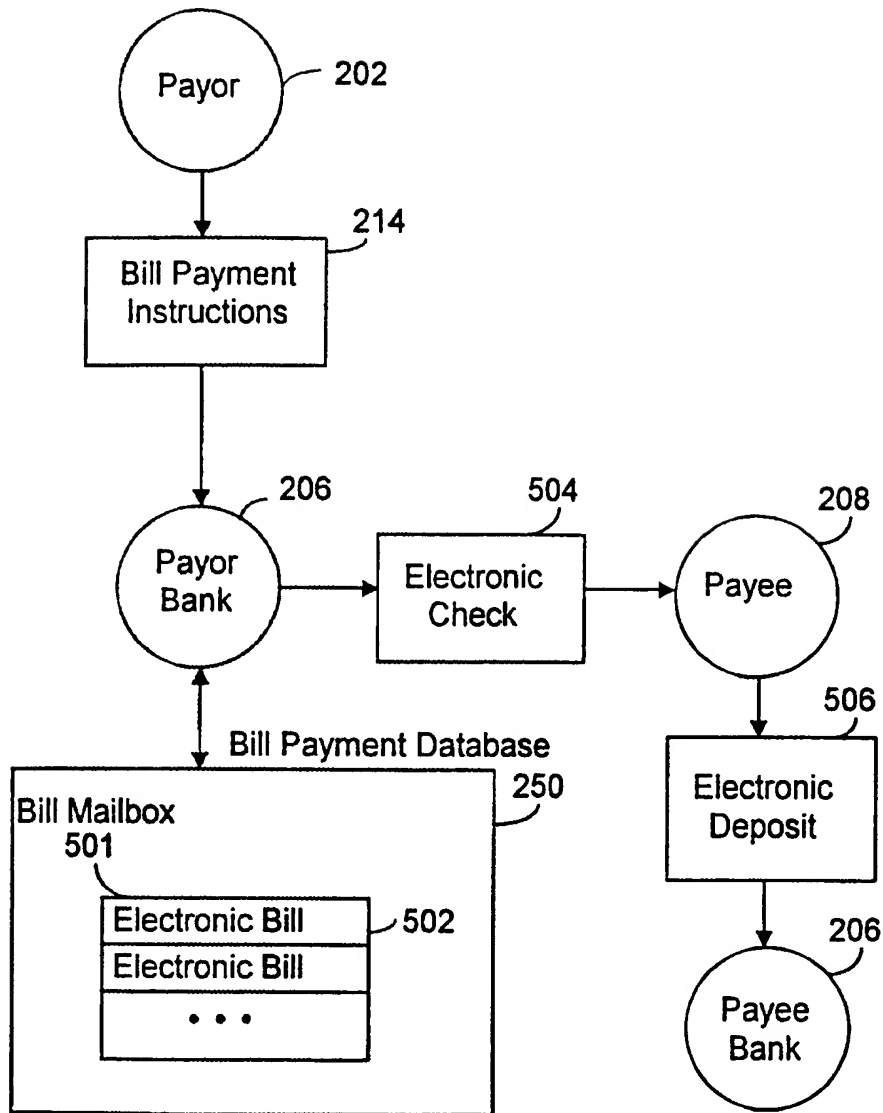 Payor
202
214
Bill Payment
Instructions
206
504
208
Payor
Bank
Electronic
Check
Payee
506
Bill Payment Database
250
Electronic
Deposit
Bill Mailbox
501
Electronic Bill
502
Electronic Bill
• • •
206
Payee
Bank